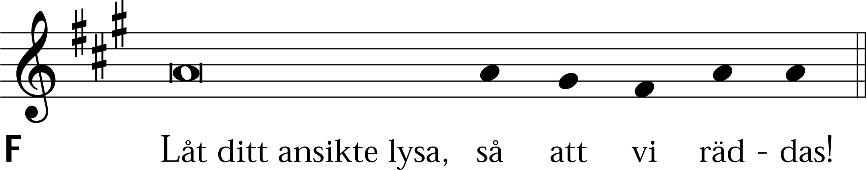 F Låt ditt ansikte lysa, så att vi räd - das!